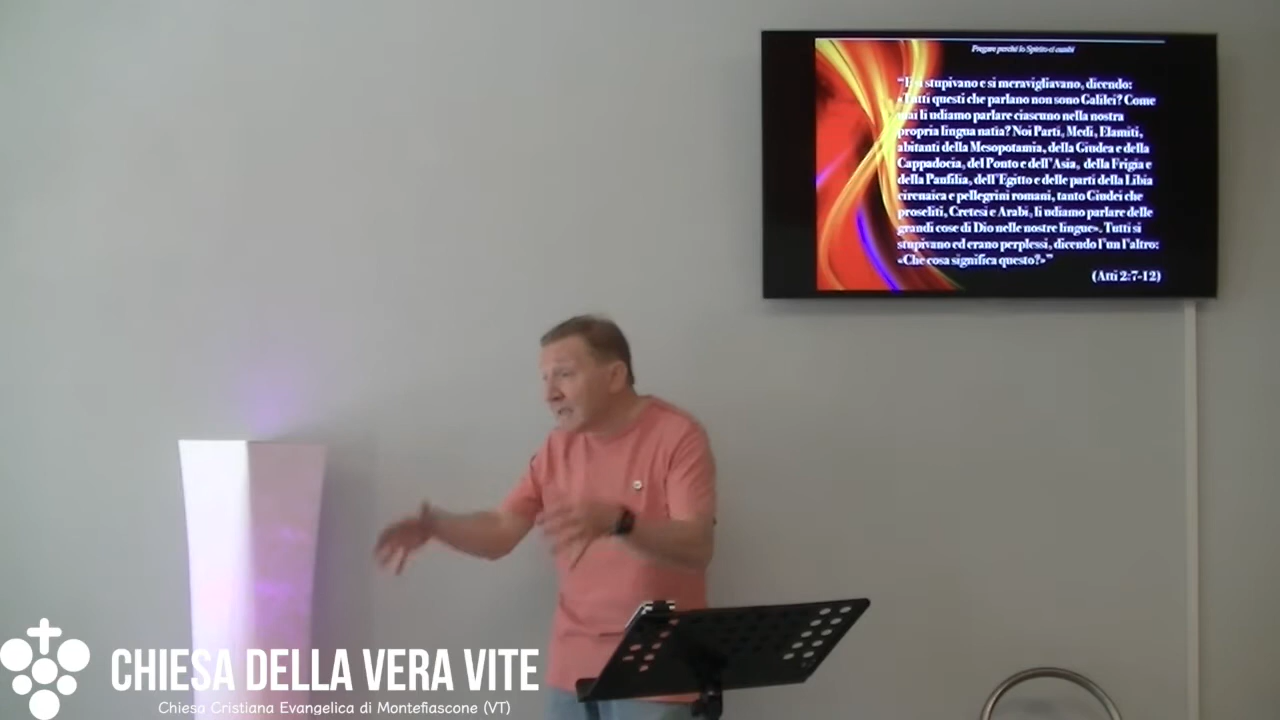 Pregare perché lo Spirito ci cambi
“E si stupivano e si meravigliavano, dicendo:
«Tutti questi che parlano non sono Galilei? Come
mai li udiamo parlare ciascuno nella nostra
propria lingua natia? Noi Parti, Medi, Elamiti,
abitanti della Mesopotamia, della Giudea e della
Cappadocia, del Ponto e dell'Asia, della Frigia e
della Panfilia, dell'Egitto e delle parti della Libia
cirenaica e pellegrini romani, tanto Giudei che
proseliti, Cretesi e Arabi, li udiamo parlare delle
grandi cose di Dio nelle nostre lingue». Tutti si
stupivano ed erano perplessi, dicendo l'un l'altro:
«Che cosa significa questo?»”
(Atti 2:7-12)
CHIESA DELLA VERA VITE
Chiesa Cristiana Evangelica di Montefiascone (VT)